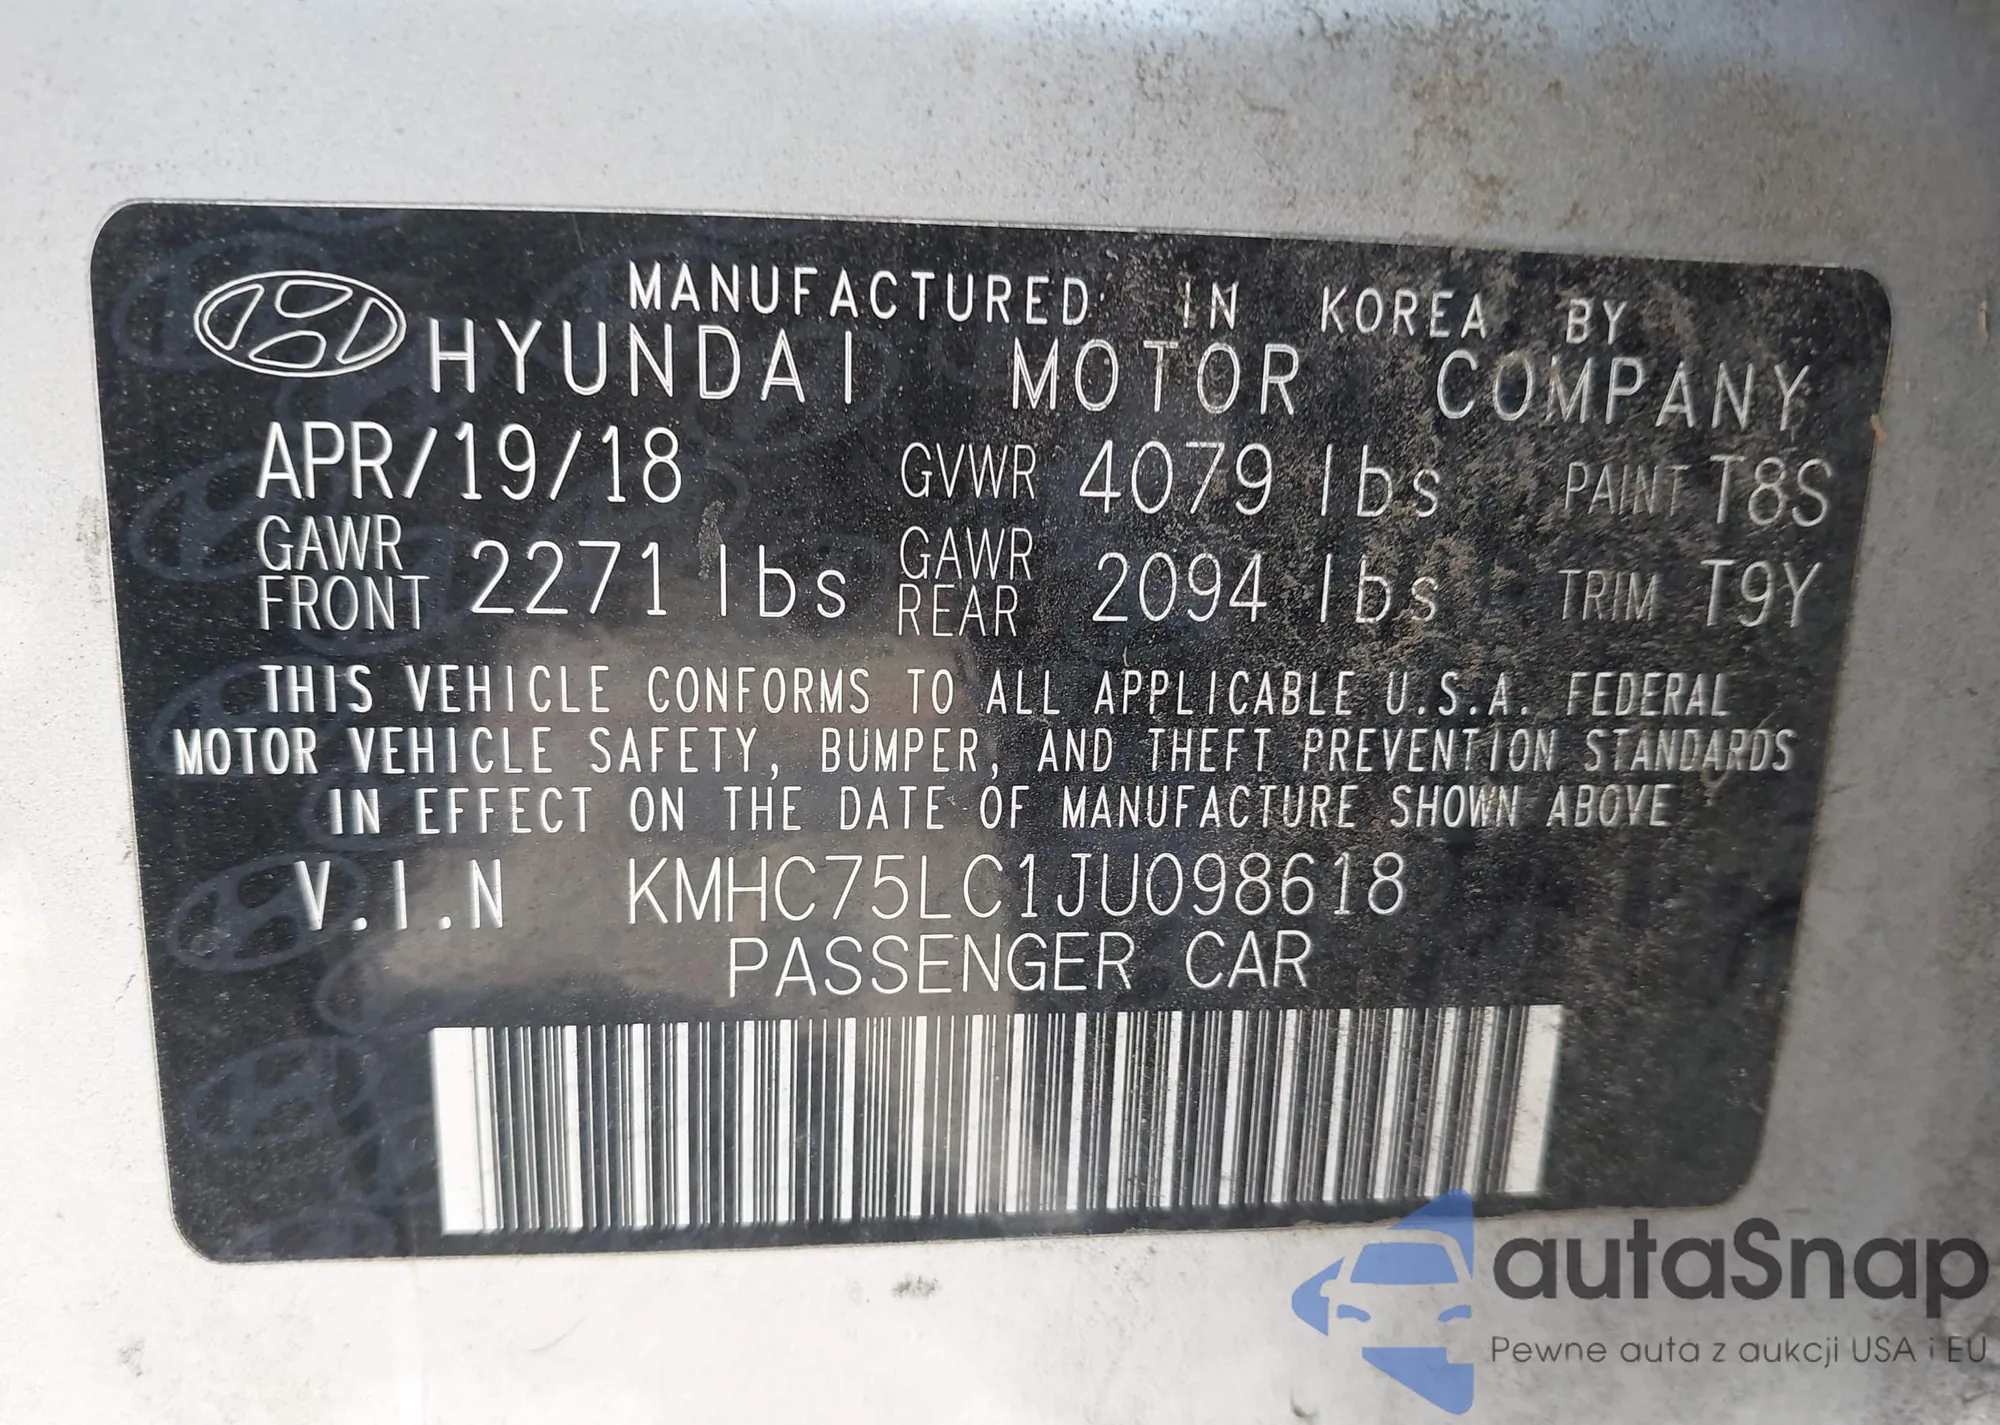 MANUFACTURED IN KOREA BY
HYUNDAI MOTOR COMPANY
APR/19/18 GVWR 4079 lbs PAINT T8S
GAWR FRONT 2271 lbs GAWR REAR 2094 lbs TRIM T9Y
THIS VEHICLE CONFORMS TO ALL APPLICABLE U.S.A. FEDERAL
MOTOR VEHICLE SAFETY, BUMPER, AND THEFT PREVENTION STANDARDS
IN EFFECT ON THE DATE OF MANUFACTURE SHOWN ABOVE
V.I.N KMHC75LC1JU098618
PASSENGER CAR
autaSnap
Pewne auta z aukcji USA i EU